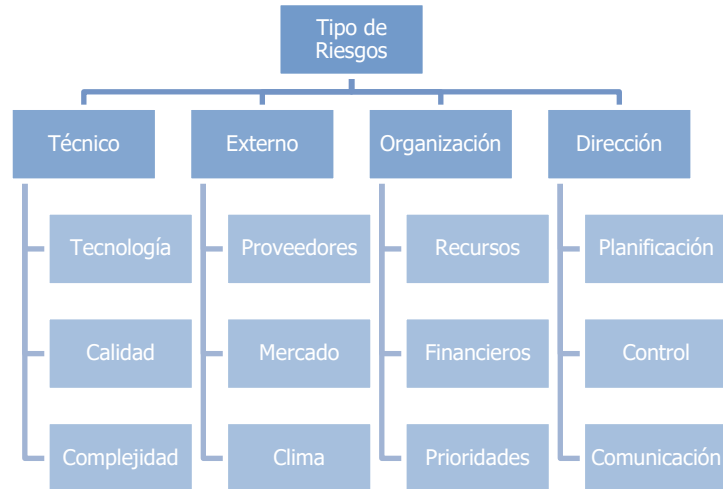 Tipo de
Riesgos
Técnico
Externo
Organización
Dirección
Tecnología
Proveedores
Recursos
Planificación
Calidad
Mercado
Financieros
Control
Complejidad
Clima
Prioridades
Comunicación